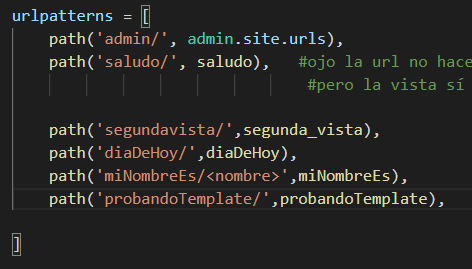 urlpatterns = [
path('admin/', admin.site.urls),
path('saludo/', saludo), #ojo la url no hace
#pero la vista sí
path('segundavista/',segunda_vista),
path('diaDeHoy/',diaDeHoy),
path('miNombreEs/<nombre>',miNombreEs),
path('probandoTemplate/',probandoTemplate),
]